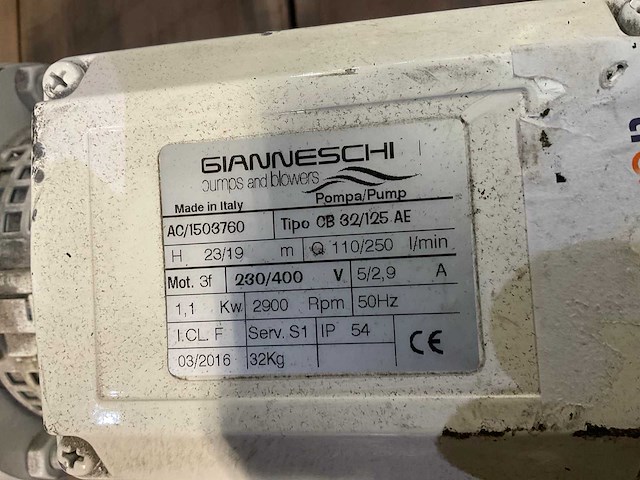 GIANNESCHI
pumps and blowers
Made in Italy Pompa/Pump
AC/1503760 Tipo CB 32/125 AE
H 23/19 m Q 110/250 l/min
Mot. 3f 230/400 V 5/2,9 A
1,1 Kw 2900 Rpm 50Hz
I.CL. F Serv. S1 IP 54 CE
03/2016 32Kg